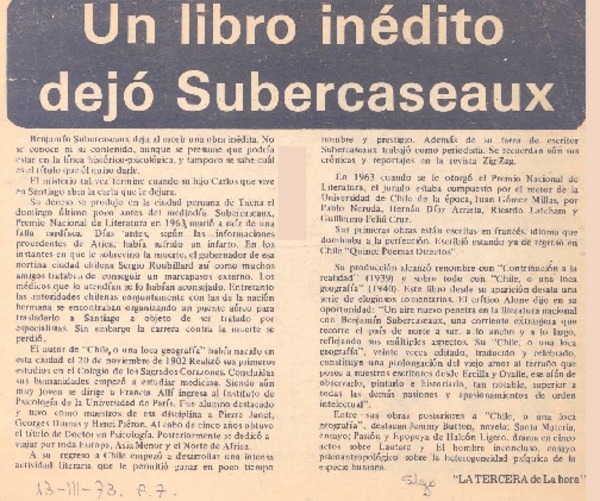 Un libro inédito
dejó Subercaseaux
Benjamín Subercaseaux deja al morir una obra inédita. No
se conoce ni su contenido, aunque se presume que podría
estar en la línea histórico-psicológica, y tampoco se sabe cuál
es el título que él quiso darle.
El misterio tal vez termine cuando su hijo Carlos que vive
en Santiago abra la carta que le dejara.
Su deceso se produjo en la ciudad peruana de Tacna el
domingo último poco antes del mediodía. Subercaseaux,
Premio Nacional de Literatura en 1963, murió a raíz de una
falla cardíaca. Días antes, según las informaciones
procedentes de Arica, había sufrido un infarto. En los
instantes en que le sobrevino la muerte, el gobernador de esa
nortina ciudad chilena Sergio Roubillard así como muchos
amigos trataban de conseguir un marcapasos externo. Los
médicos que lo atendían se lo habían aconsejado. Entretanto
las autoridades chilenas conjuntamente con las de la nación
hermana se encontraban organizando un puente aéreo para
trasladarlo a Santiago a objeto de ser tratado por
especialistas. Sin embargo la carrera contra la muerte se
perdió.
El autor de "Chile, o una loca geografía" había nacido en
esta ciudad el 20 de noviembre de 1902. Realizó sus primeros
estudios en el Colegio de los Sagrados Corazones. Concluidas
sus humanidades empezó a estudiar medicina. Siendo aún
muy joven se dirige a Francia. Allí ingresa al Instituto de
Psicología de la Universidad de París. Fue alumno destacado
y tuvo como maestros de esa disciplina a Pierre Janet,
Georges Dumas y Henri Piéron. Al cabo de cinco años obtuvo
el título de Doctor en Psicología. Posteriormente se dedicó a
viajar por toda Europa, Asia Menor y el Norte de Africa.
A su regreso a Chile empezó a desarrollar una intensa
actividad literaria que le permitió ganar en poco tiempo
nombre y prestigio. Además de su tarea de escritor
Subercaseaux trabajó como periodista. Se recuerdan aún sus
crónicas y reportajes en la revista Zig-Zag.
En 1963 cuando se le otorgó el Premio Nacional de
Literatura, el jurado estaba compuesto por el rector de la
Universidad de Chile de la época, Juan Gómez Millas, por
Pablo Neruda, Hernán Díaz Arrieta, Ricardo Latcham y
Guillermo Feliú Cruz.
Sus primeras obras están escritas en francés, idioma que
dominaba a la perfección. Escribió estando ya de regreso en
Chile "Quince Poemas Directos".
Su producción alcanzó renombre con "Contribución a la
realidad" (1939) y sobre todo con "Chile, o una loca
geografía" (1940). Este libro desde su aparición desata una
serie de elogiosos comentarios. El crítico Alone dijo en su
oportunidad: "Un aire nuevo penetra en la literatura nacional
con Benjamín Subercaseaux, una corriente extranjera que
recorre el país de norte a sur, a lo ancho y a lo largo,
reflejando sus múltiples aspectos. Su "Chile, o una loca
geografía", veinte veces editado, traducido y celebrado,
constituye una prolongación del viejo amor al terruño que
poseen nuestros escritores desde Ercilla y Ovalle, ese afán de
observarlo, pintarlo e historiarlo, tan notable, superior a
todas las demás pasiones y apasionamientos de orden
intelectual".
Entre sus obras posteriores a "Chile, o una loca
geografía", destacan Jemmy Button, novela; Santa Materia,
ensayo; Pasión y Epopeya de Halcón Ligero, drama en cinco
actos sobre Lautaro y El hombre inconcluso, ensayo
psicoantropológico sobre la heterogeneidad psíquica de la
especie humana.
13-III-73. p.7.
"LA TERCERA de La hora"